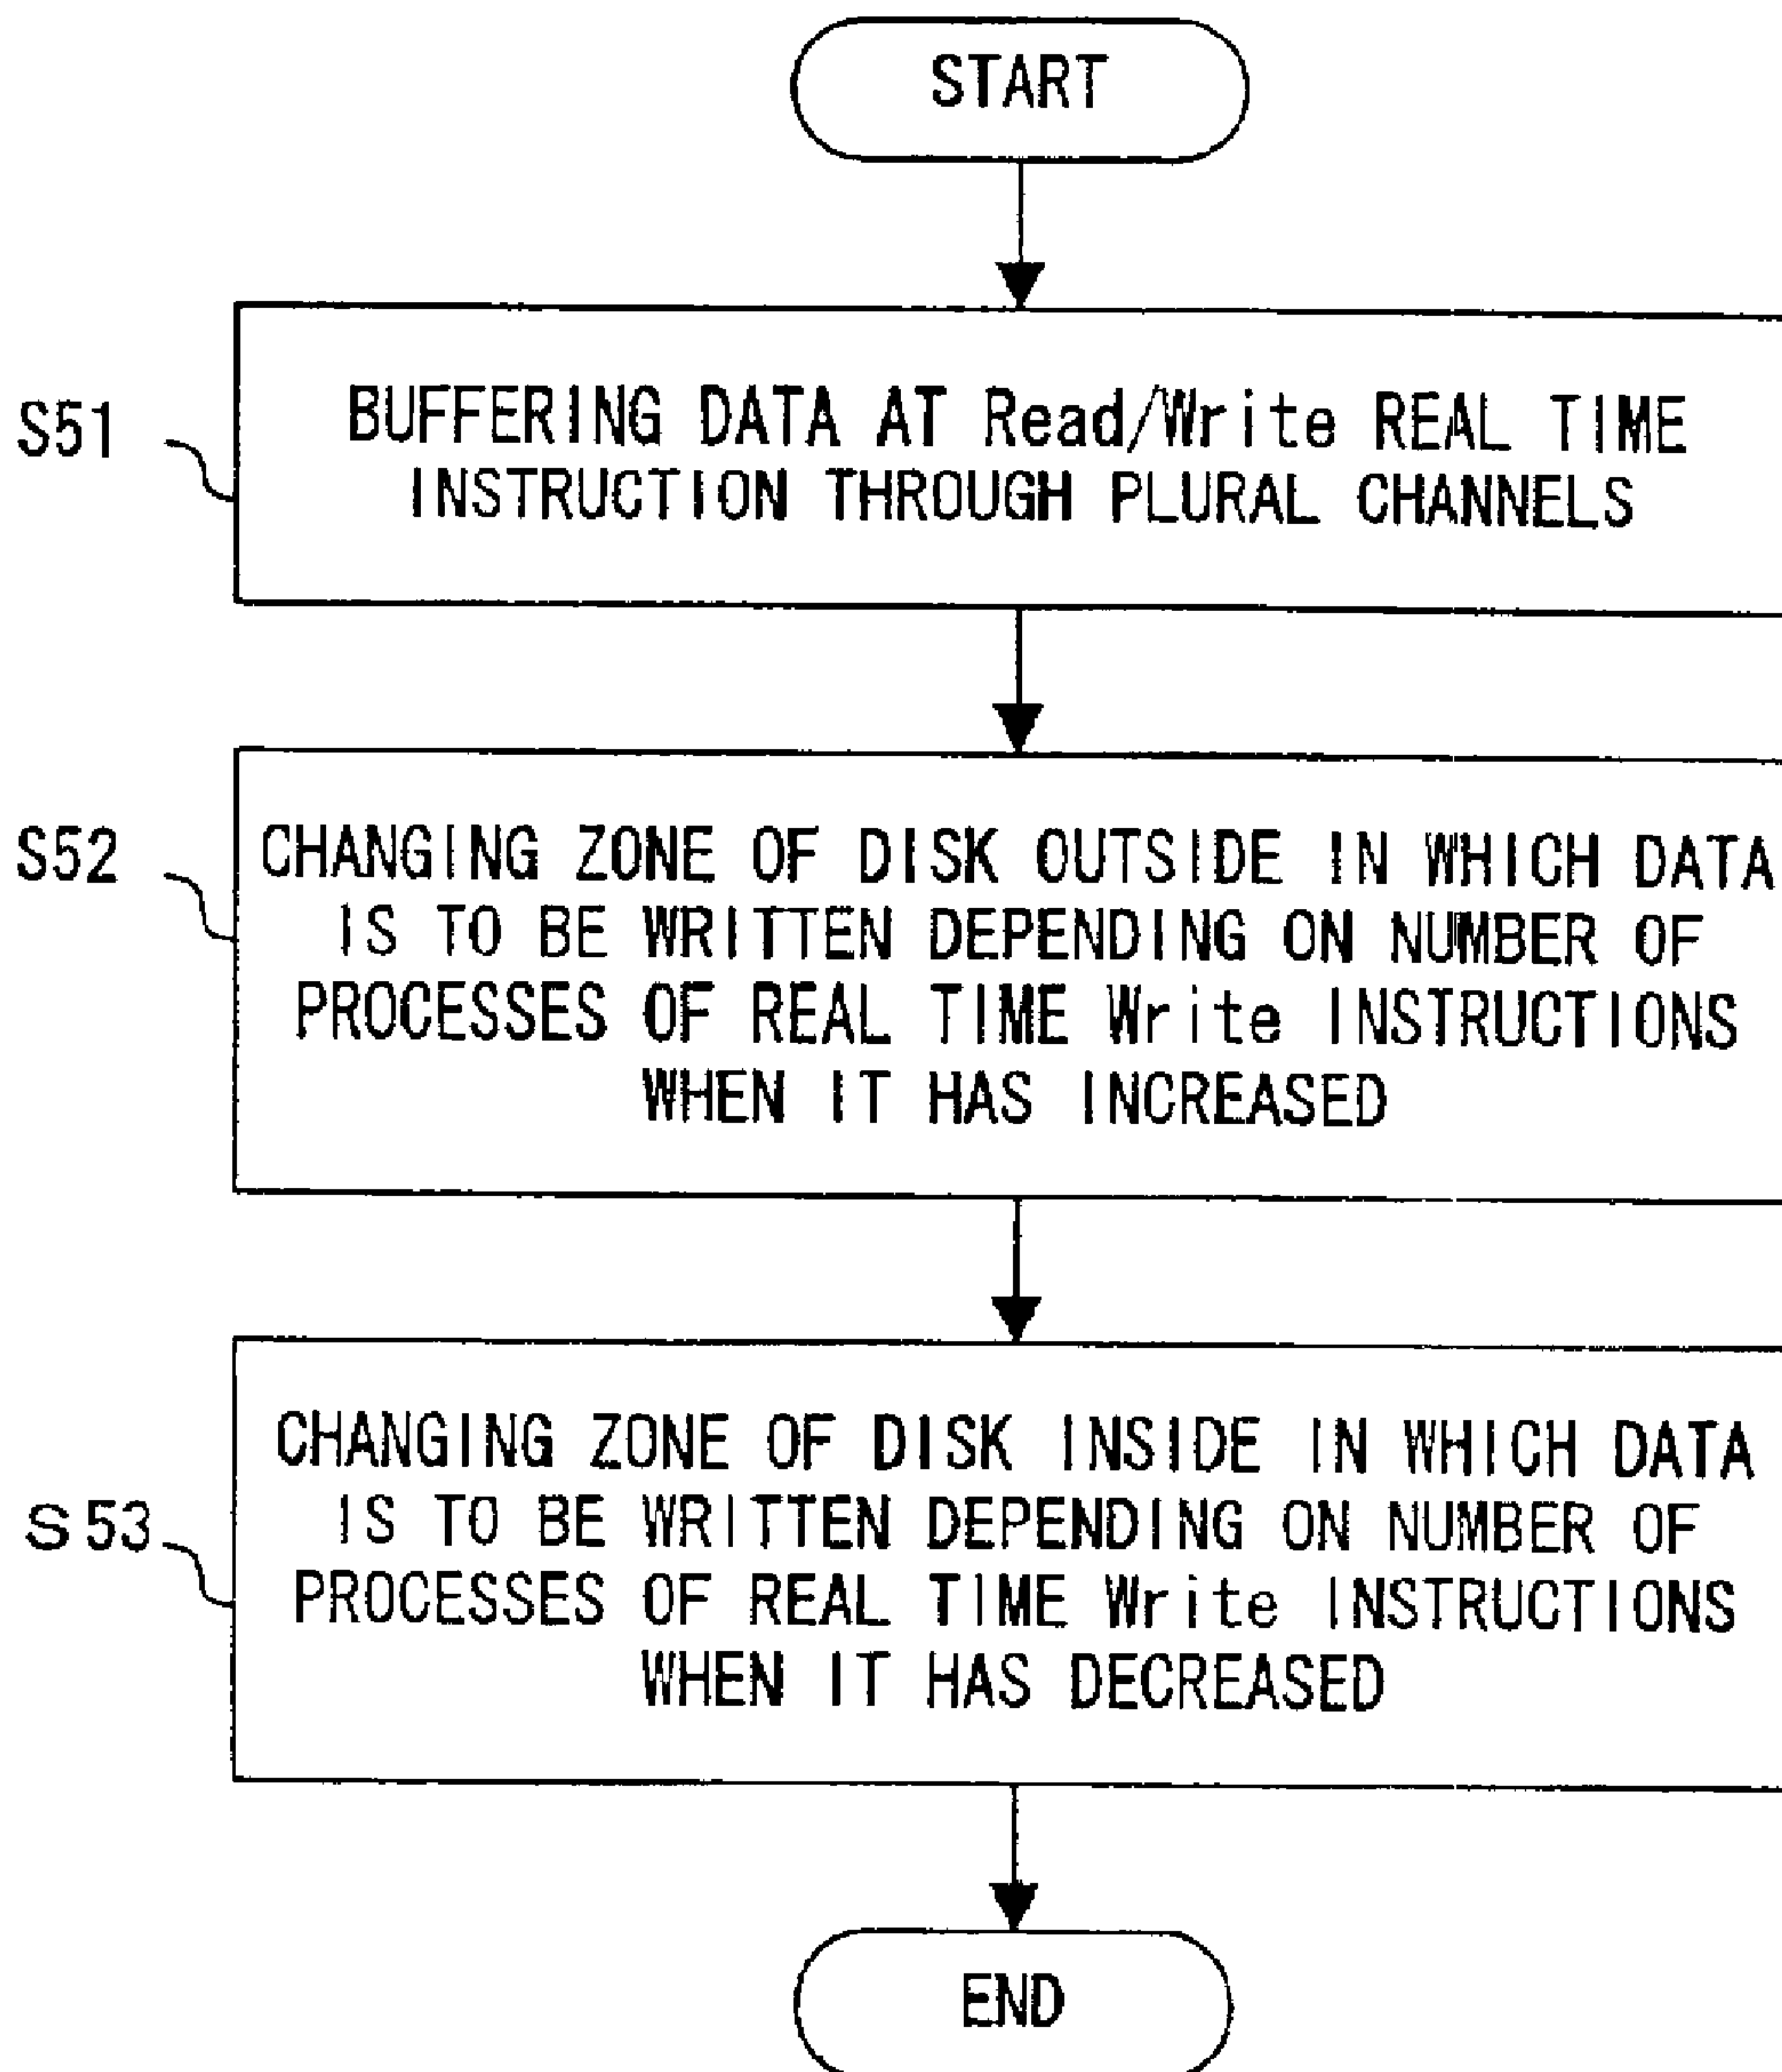 START
S51
BUFFERING DATA AT Read/Write REAL TIME
INSTRUCTION THROUGH PLURAL CHANNELS
S52
CHANGING ZONE OF DISK OUTSIDE IN WHICH DATA
IS TO BE WRITTEN DEPENDING ON NUMBER OF
PROCESSES OF REAL TIME Write INSTRUCTIONS
WHEN IT HAS INCREASED
S53
CHANGING ZONE OF DISK INSIDE IN WHICH DATA
IS TO BE WRITTEN DEPENDING ON NUMBER OF
PROCESSES OF REAL TIME Write INSTRUCTIONS
WHEN IT HAS DECREASED
END